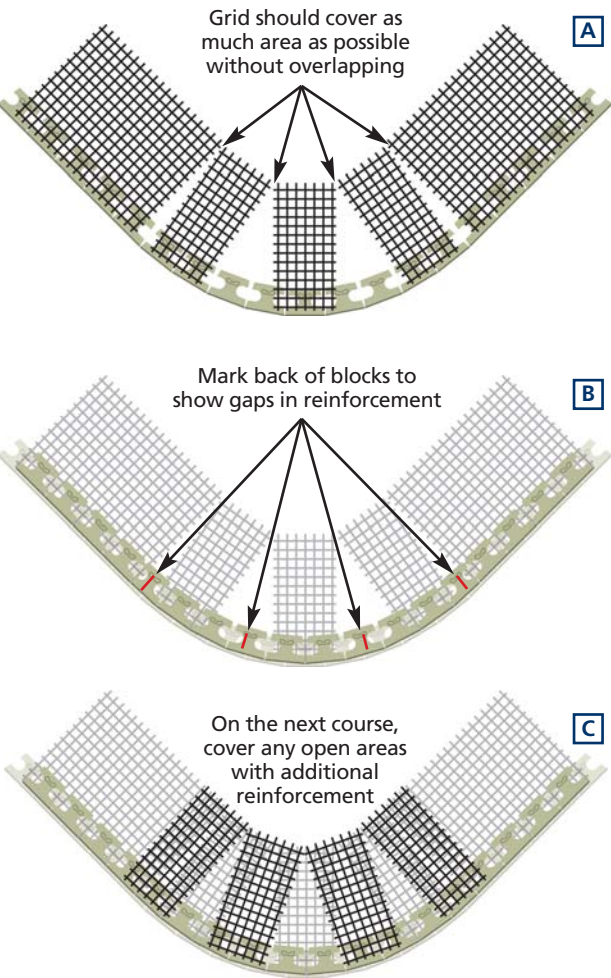 Grid should cover as
much area as possible
without overlapping
A
Mark back of blocks to
show gaps in reinforcement
B
On the next course,
cover any open areas
with additional
reinforcement
C